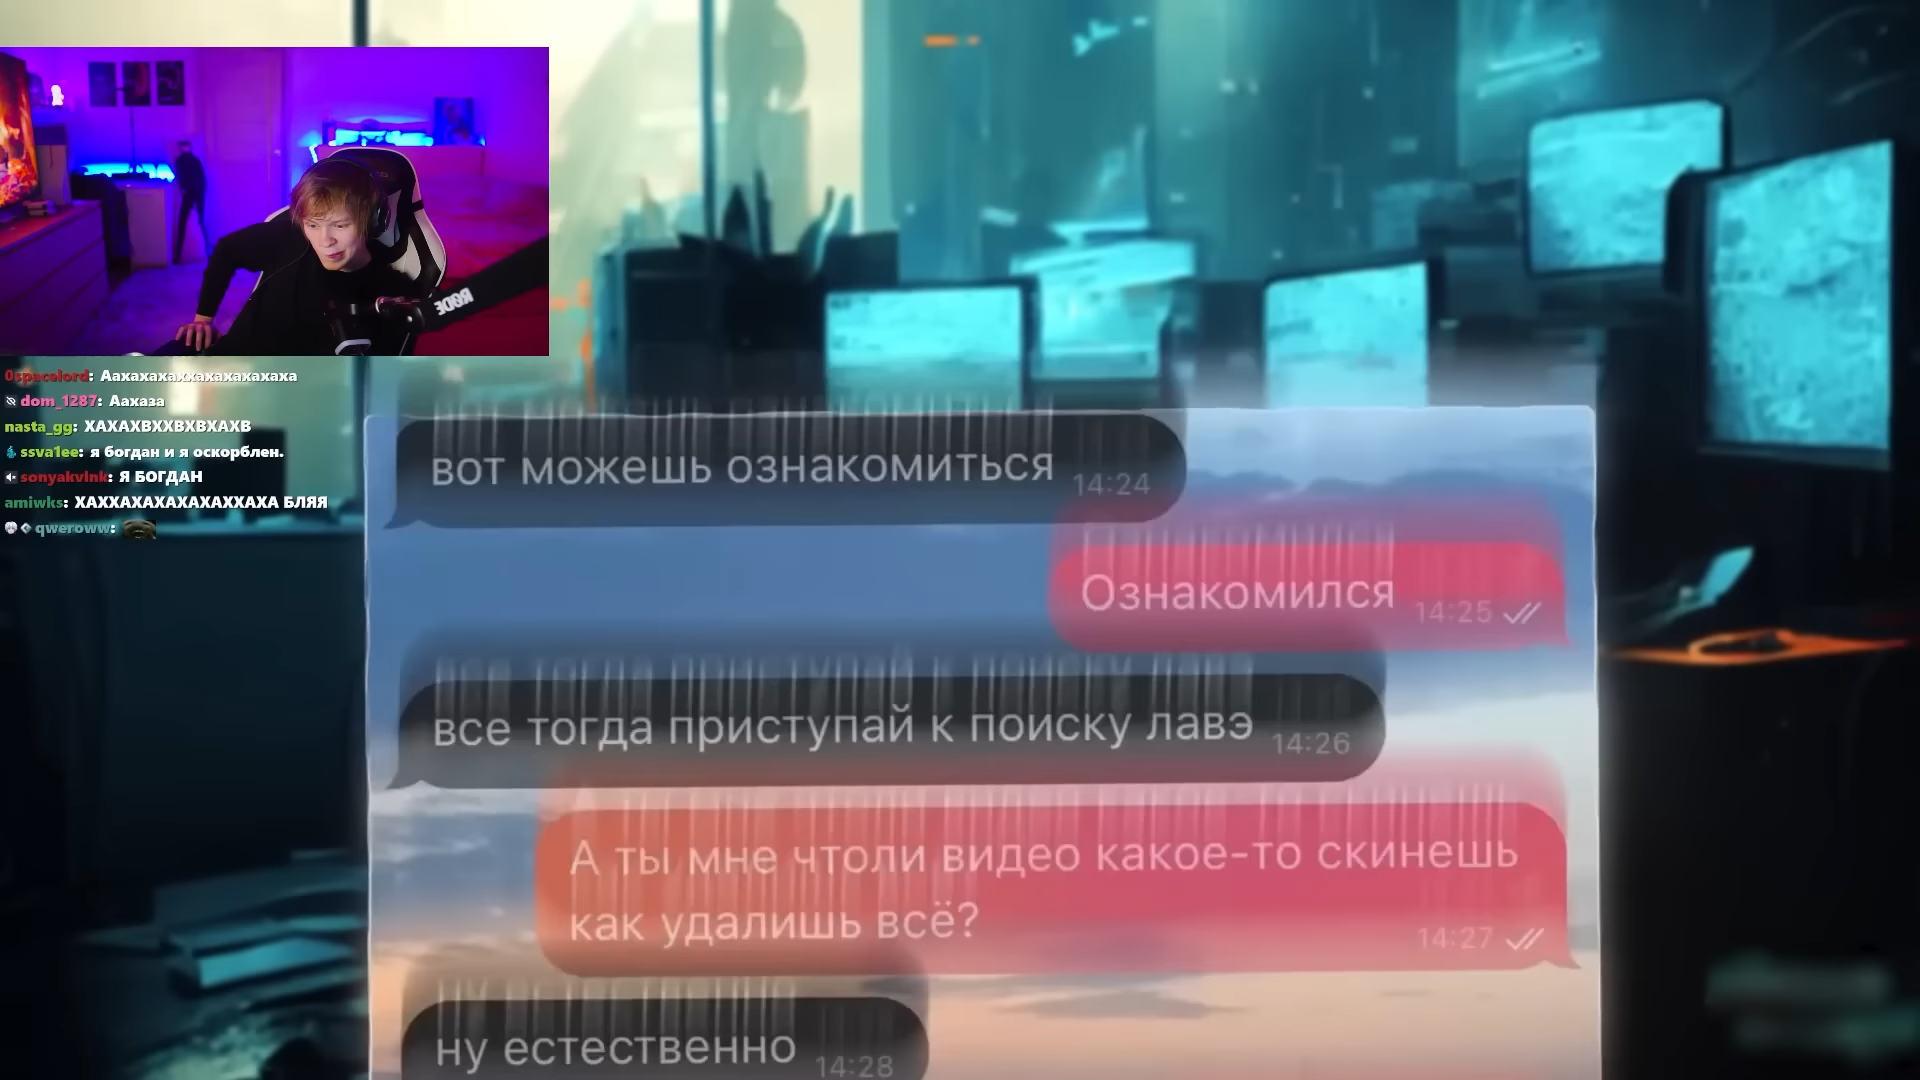 RØDE
0spacelord: Аахахахахахахахахахаха
dom_1287: Аахаза
nasta_gg: ХАХАХВХХВХВХАХВ
ssva1ee: я богдан и я оскорблен.
sonyakvink: Я БОГДАН
amiwks: ХАХХАХАХАХАХАХХАХА БЛЯЯ
qweroww:
вот можешь ознакомиться 14:24
Ознакомился 14:25
все тогда приступай к поиску лавэ 14:26
А ты мне чтоли видео какое-то скинешь
как удалишь всё? 14:27
ну естественно 14:28